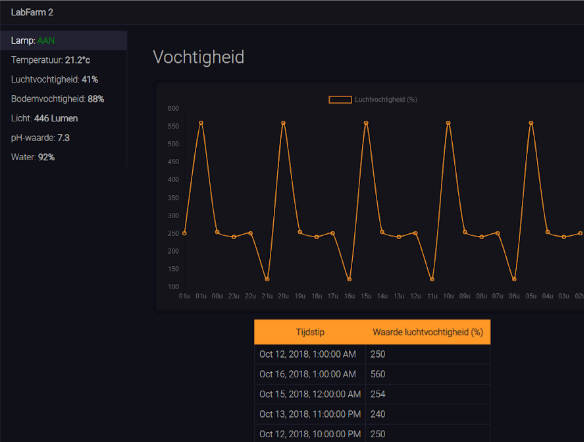 LabFarm 2
Lamp: AAN
Temperatuur: 21.2°c
Luchtvochtigheid: 41%
Bodemvochtigheid: 88%
Licht: 446 Lumen
pH-waarde: 7.3
Water: 92%
Vochtigheid
Luchtvochtigheid (%)
600
550
500
450
400
350
300
250
200
150
100
01u 01u 00u 23u 22u 21u 20u 19u 18u 17u 16u 15u 14u 13u 12u 11u 10u 09u 08u 07u 06u 05u 04u 03u
Tijdstip Waarde luchtvochtigheid (%)
Oct 12, 2018, 1:00:00 AM 250
Oct 16, 2018, 1:00:00 AM 560
Oct 15, 2018, 12:00:00 AM 254
Oct 13, 2018, 11:00:00 PM 240
Oct 12, 2018, 10:00:00 PM 250